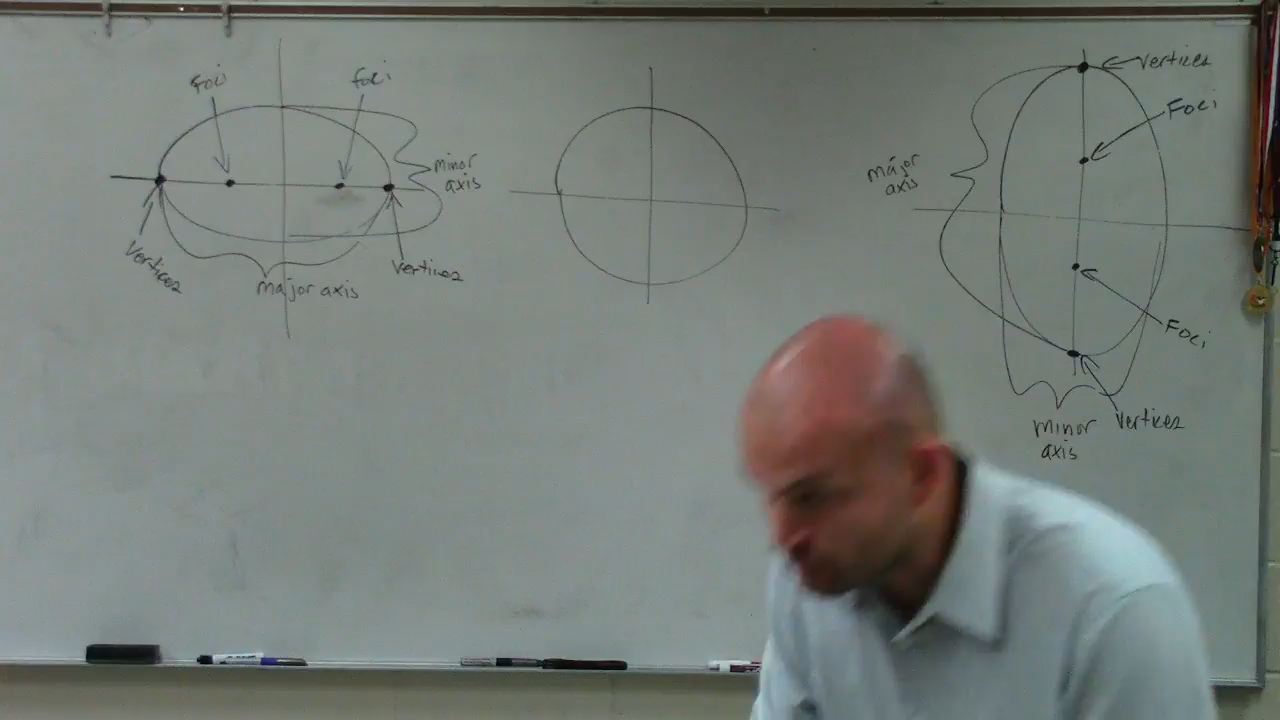 Foci
foci
minor
axis
vertices
major axis
vertices
major
axis
vertices
Foci
Foci
minor
axis
vertices